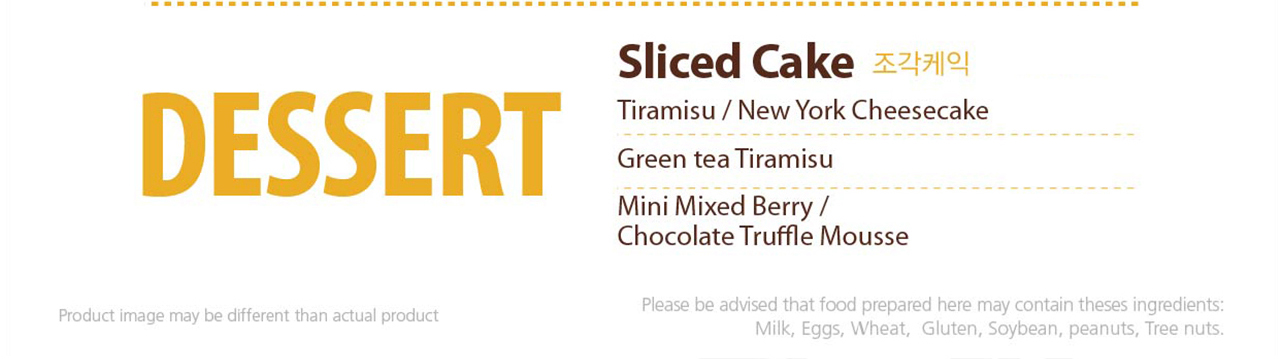 DESSERT
Sliced Cake 조각케익
Tiramisu / New York Cheesecake
Green tea Tiramisu
Mini Mixed Berry /
Chocolate Truffle Mousse
Product image may be different than actual product
Please be advised that food prepared here may contain theses ingredients:
Milk, Eggs, Wheat, Gluten, Soybean, peanuts, Tree nuts.